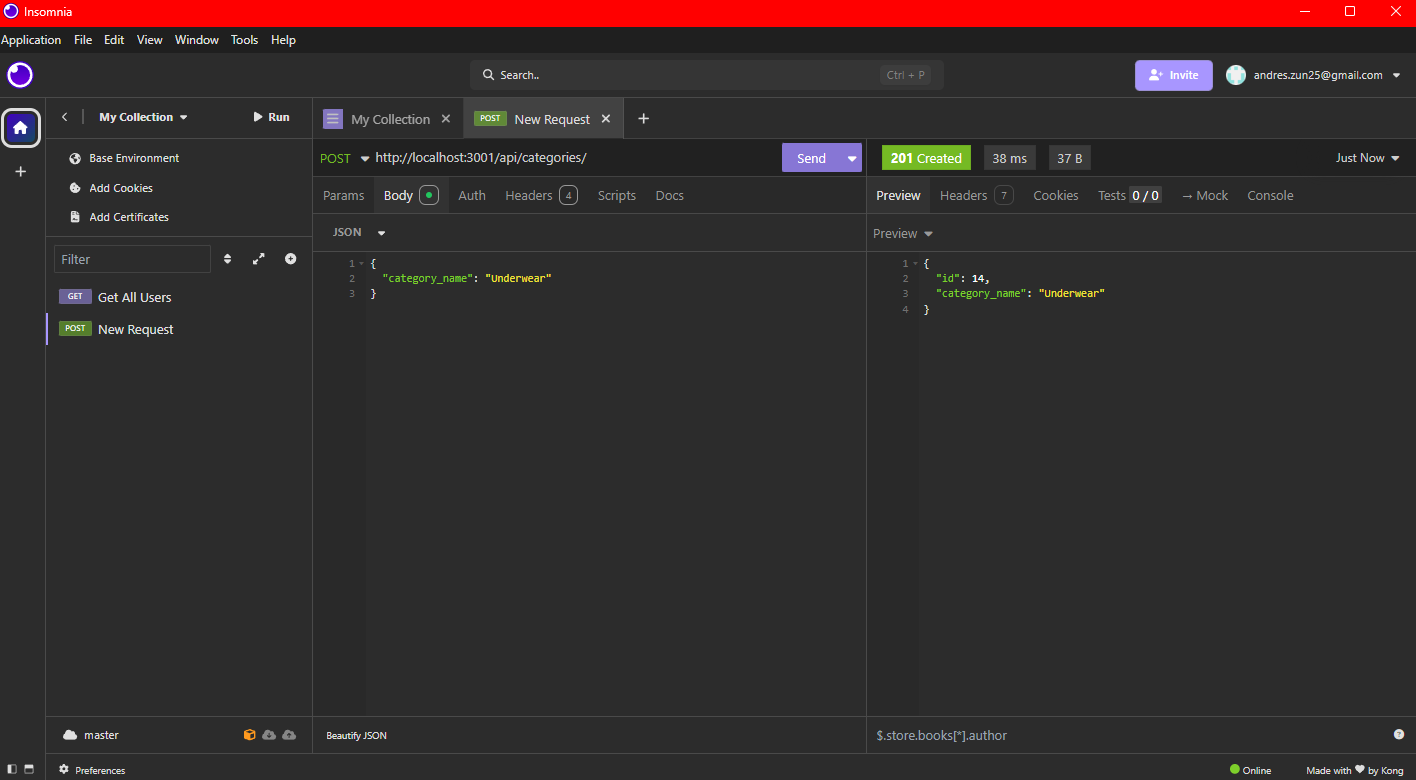 Insomnia
Application File Edit View Window Tools Help
Search.. Ctrl + P
Invite
andres.zun25@gmail.com
My Collection
Run
My Collection
POST New Request
Base Environment
Add Cookies
Add Certificates
Filter
GET Get All Users
POST New Request
POST http://localhost:3001/api/categories/ Send
Params Body Auth Headers 4 Scripts Docs
JSON
1 {
2 "category_name": "Underwear"
3 }
201 Created 38 ms 37 B Just Now
Preview Headers 7 Cookies Tests 0 / 0 → Mock Console
Preview
1 {
2 "id": 14,
3 "category_name": "Underwear"
4 }
master
Beautify JSON
$.store.books[*].author
Preferences
Online
Made with ♥ by Kong